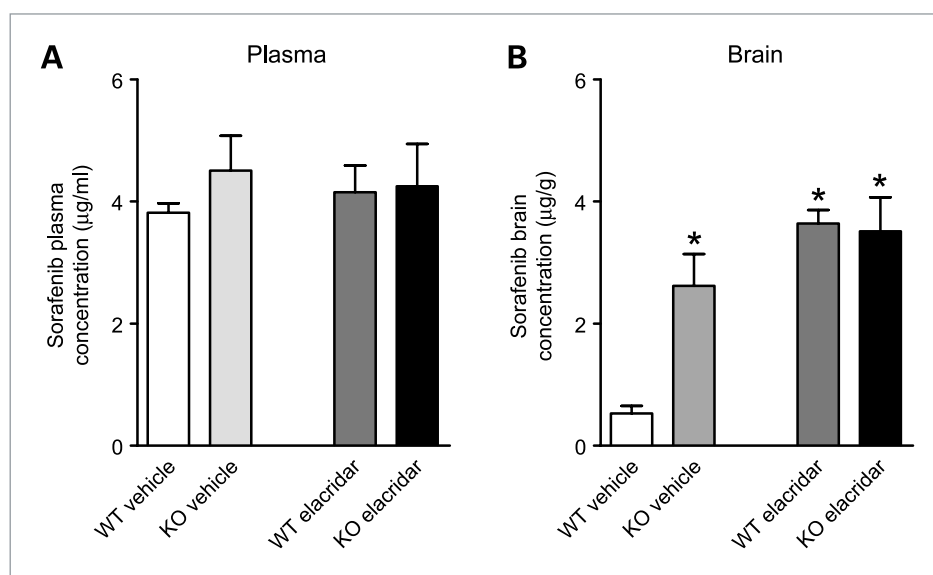 A
Plasma
Sorafenib plasma
concentration (μg/ml)
6
4
2
0
WT vehicle
KO vehicle
WT elacridar
KO elacridar
B
Brain
Sorafenib brain
concentration (μg/g)
6
4
2
0
*
*
*
WT vehicle
KO vehicle
WT elacridar
KO elacridar